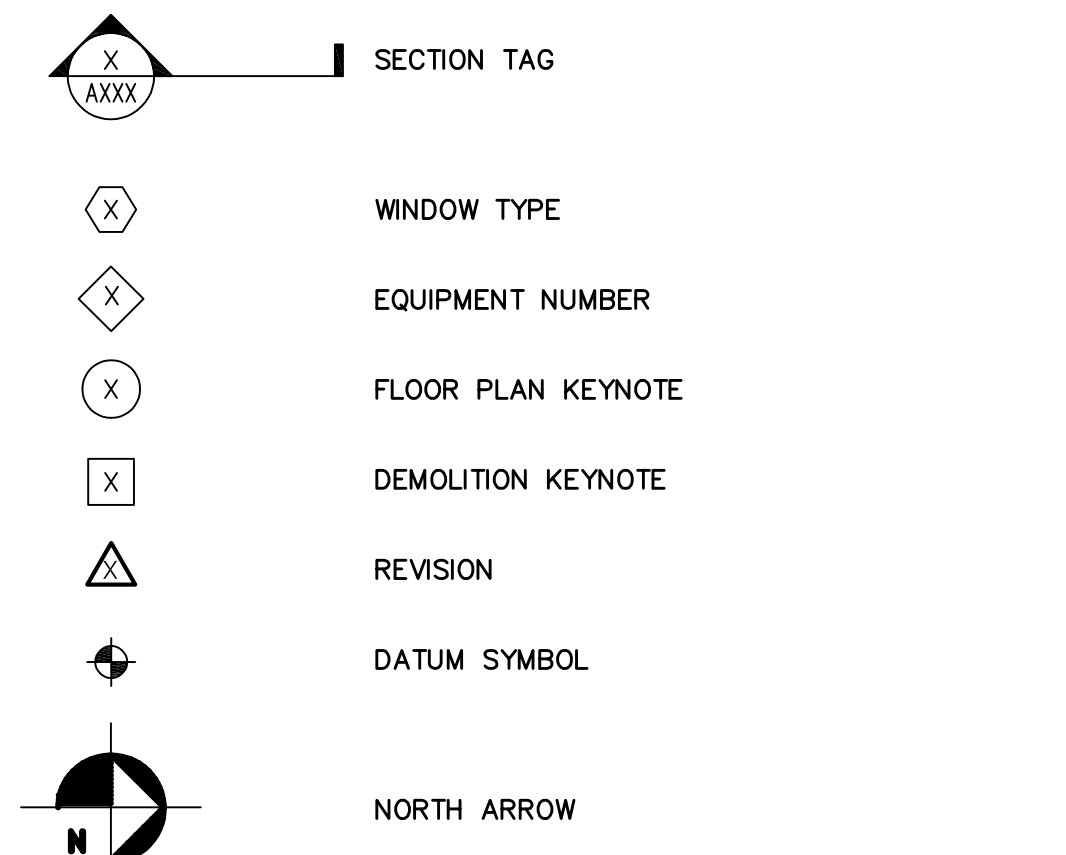 X
AXXX
SECTION TAG
X
WINDOW TYPE
X
EQUIPMENT NUMBER
X
FLOOR PLAN KEYNOTE
X
DEMOLITION KEYNOTE
X
REVISION
DATUM SYMBOL
NORTH ARROW
N